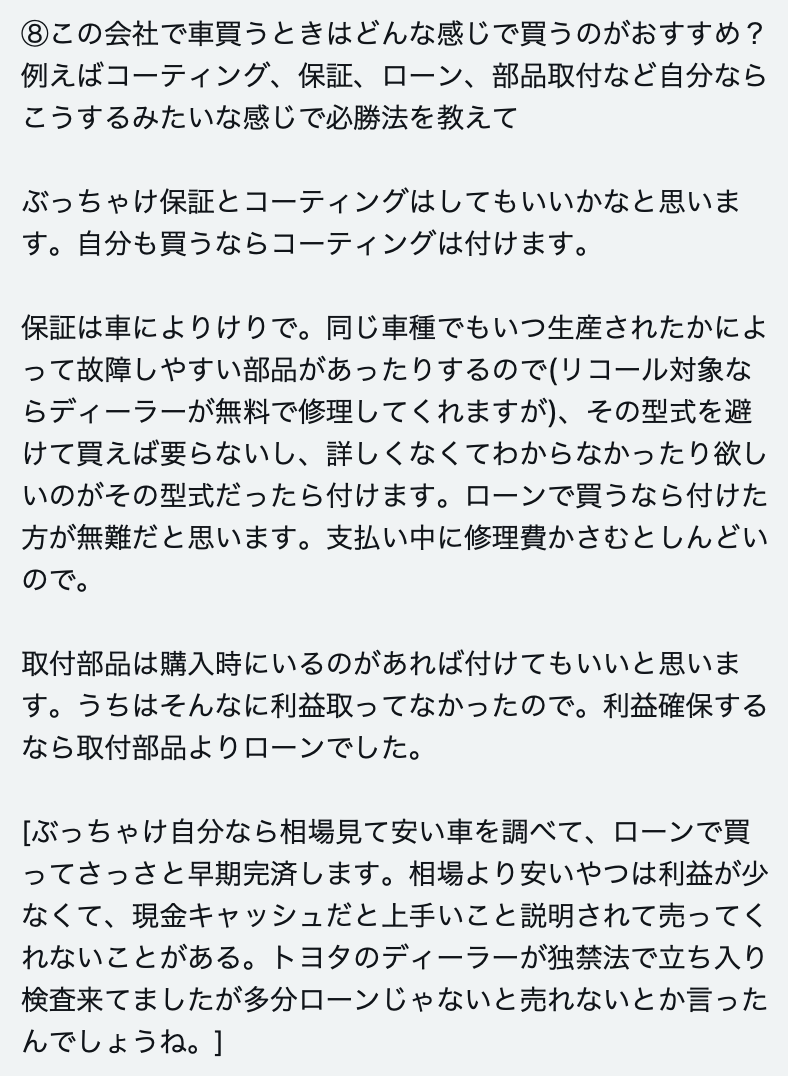 ⑧この会社で車買うときはどんな感じで買うのがおすすめ？
例えばコーティング、保証、ローン、部品取付など自分なら
こうするみたいな感じで必勝法を教えて
ぶっちゃけ保証とコーティングはしてもいいかなと思いま
す。自分も買うならコーティングは付けます。
保証は車によりけりで。同じ車種でもいつ生産されたかによ
って故障しやすい部品があったりするので(リコール対象な
らディーラーが無料で修理してくれますが)、その型式を避
けて買えば要らないし、詳しくなくてわからなかったり欲し
いのがその型式だったら付けます。ローンで買うなら付けた
方が無難だと思います。支払い中に修理費かさむとしんどい
ので。
取付部品は購入時にいるのがあれば付けてもいいと思いま
す。うちはそんなに利益取ってなかったので。利益確保する
なら取付部品よりローンでした。
[ぶっちゃけ自分なら相場見て安い車を調べて、ローンで買
ってさっさと早期完済します。相場より安いやつは利益が少
なくて、現金キャッシュだと上手いこと説明されて売ってく
れないことがある。トヨタのディーラーが独禁法で立ち入り
検査来てましたが多分ローンじゃないと売れないとか言った
んでしょうね。]